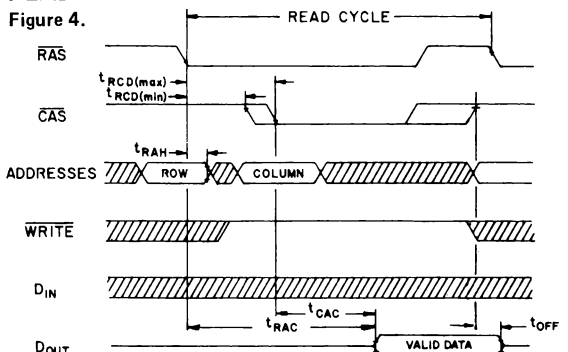 Figure 4.
READ CYCLE
RAS
tRCD(max)
tRCD(min)
CAS
tRAH
ADDRESSES
ROW
COLUMN
WRITE
DIN
tCAC
tRAC
tOFF
DOUT
VALID DATA